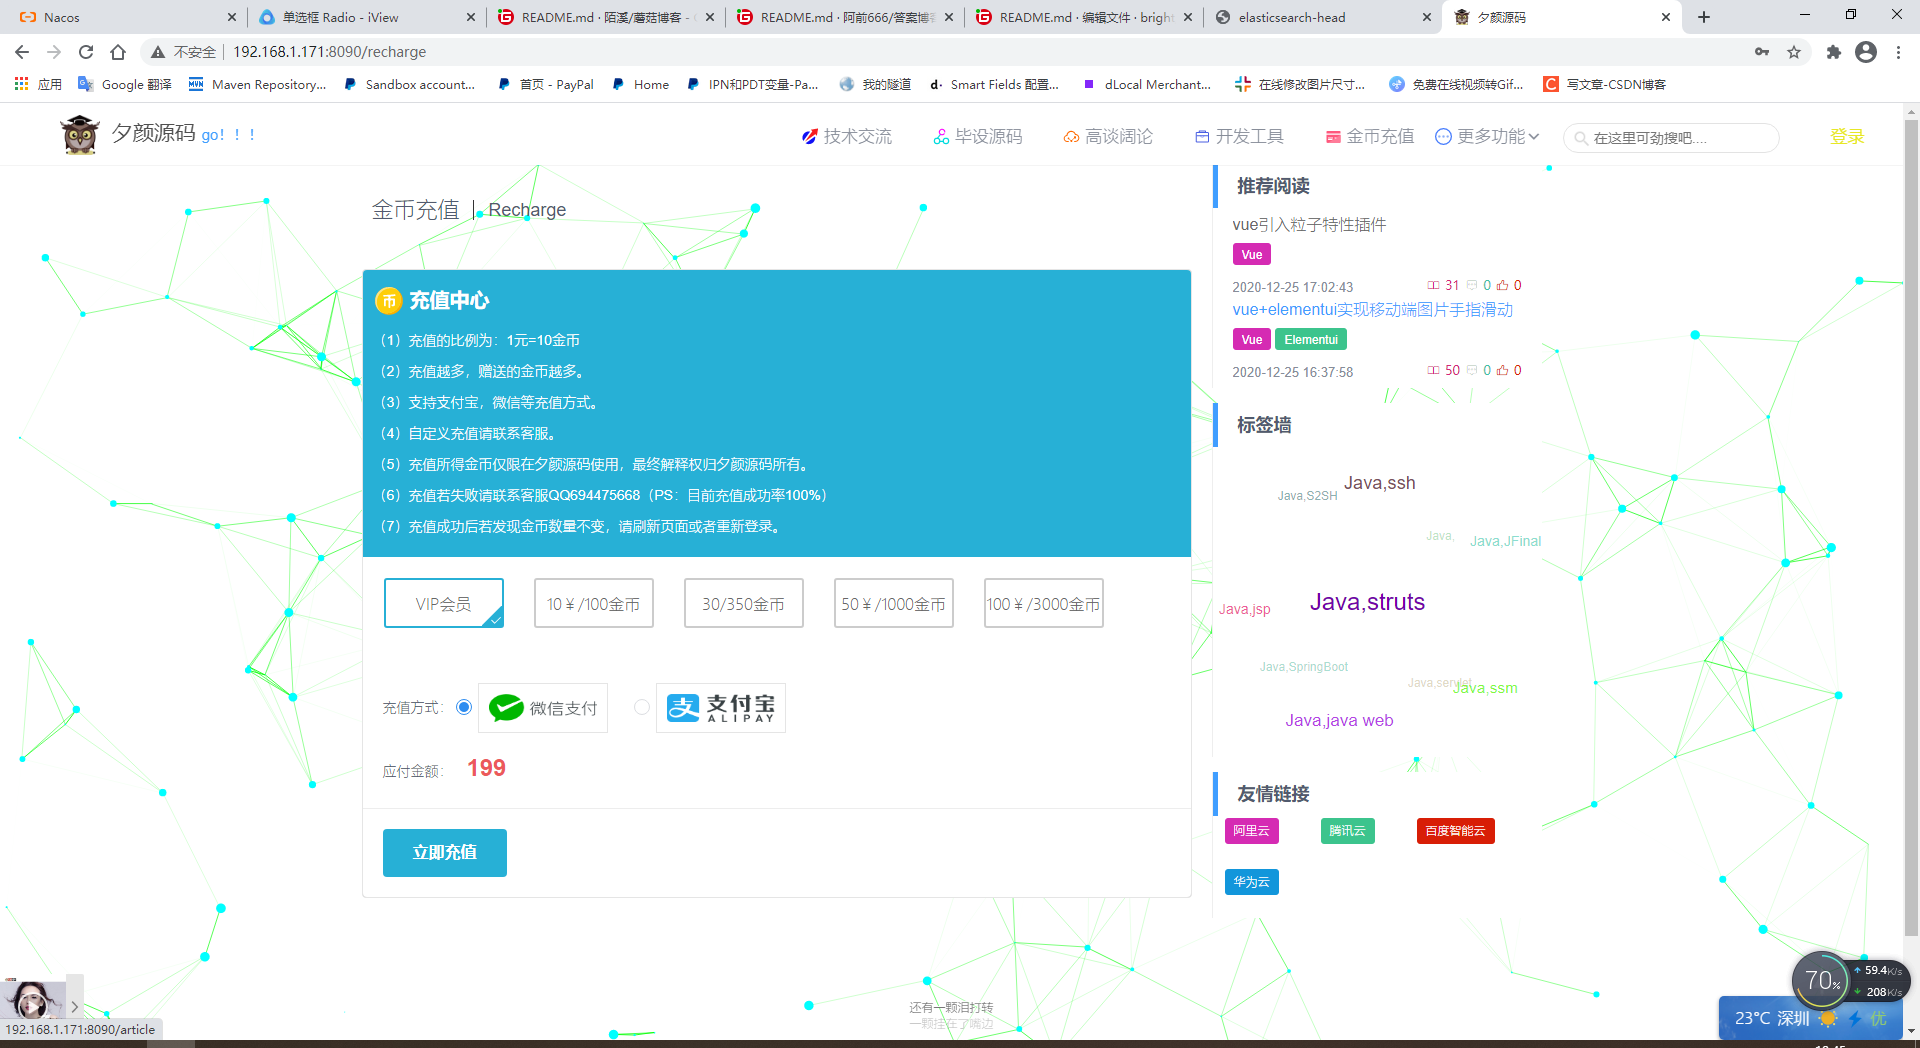 Nacos
单选框 Radio - iView
README.md · 陌溪/蘑菇博客 -
README.md · 阿前666/答案博
README.md · 编辑文件 · bright
elasticsearch-head
夕颜源码
不安全
192.168.1.171:8090/recharge
应用
Google 翻译
Maven Repository...
Sandbox account...
首页 - PayPal
Home
IPN和PDT变量-Pa...
我的隧道
d· Smart Fields 配置...
dLocal Merchant...
在线修改图片尺寸...
免费在线视频转Gif...
C 写文章-CSDN博客
夕颜源码 go！！！
技术交流
毕设源码
高谈阔论
开发工具
金币充值
更多功能
在这里可劲搜吧....
登录
金币充值 | Recharge
币 充值中心
（1）充值的比例为：1元=10金币
（2）充值越多，赠送的金币越多。
（3）支持支付宝，微信等充值方式。
（4）自定义充值请联系客服。
（5）充值所得金币仅限在夕颜源码使用，最终解释权归夕颜源码所有。
（6）充值若失败请联系客服QQ694475668（PS：目前充值成功率100%）
（7）充值成功后若发现金币数量不变，请刷新页面或者重新登录。
VIP会员
10￥/100金币
30/350金币
50￥/1000金币
100￥/3000金币
充值方式：
微信支付
支 支付宝
ALIPAY
应付金额： 199
立即充值
推荐阅读
vue引入粒子特性插件
Vue
2020-12-25 17:02:43 31 0 0
vue+elementui实现移动端图片手指滑动
Vue Elementui
2020-12-25 16:37:58 50 0 0
标签墙
Java,ssh
Java,S2SH
Java,
Java,JFinal
Java,struts
Java,jsp
Java,SpringBoot
Java,servlet
Java,ssm
Java,java web
友情链接
阿里云
腾讯云
百度智能云
华为云
还有一颗泪打转
一颗挂在了嘴边
70%
59.4K/s
208K/s
23°C 深圳 优
192.168.1.171:8090/article